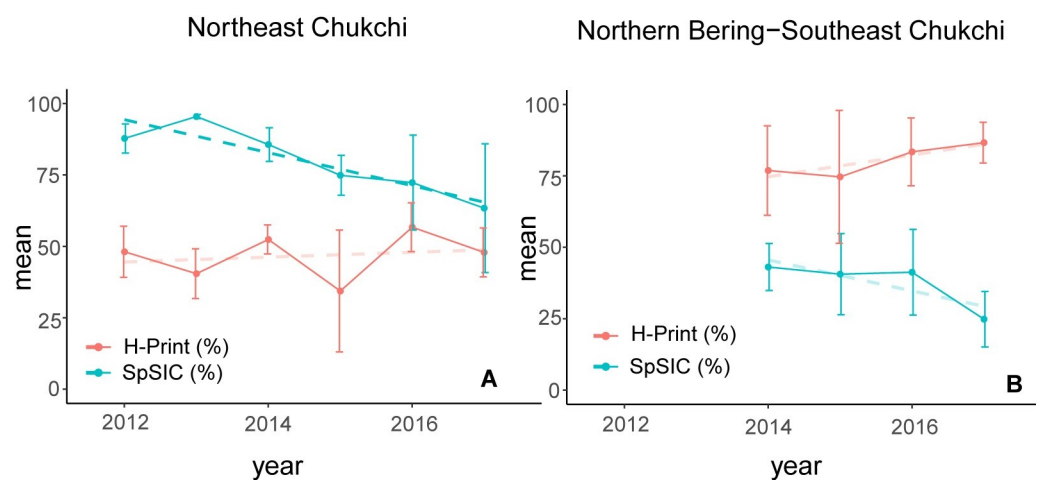 Northeast Chukchi
Northern Bering−Southeast Chukchi
mean
100
75
50
25
0
H-Print (%)
SpSIC (%)
A
2012
2014
2016
year
mean
100
75
50
25
0
H-Print (%)
SpSIC (%)
B
2012
2014
2016
year